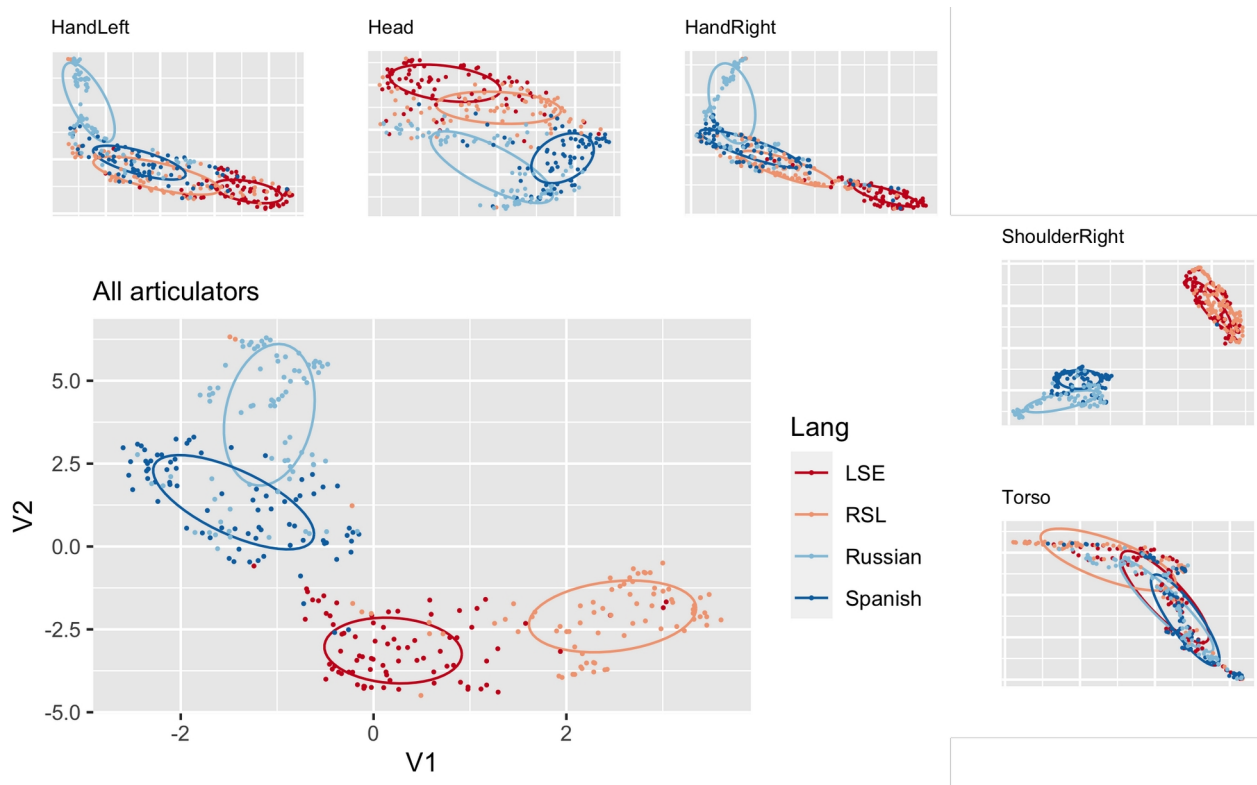 HandLeft
Head
HandRight
ShoulderRight
All articulators
5.0
2.5
0.0
-2.5
-5.0
-2
0
2
V1
V2
Lang
LSE
RSL
Russian
Spanish
Torso